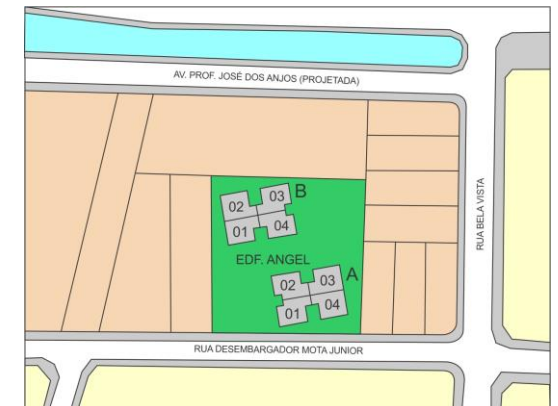 AV. PROF. JOSÉ DOS ANJOS (PROJETADA)
RUA BELA VISTA
02 03 B
01 04
EDF. ANGEL
02 03 A
01 04
RUA DESEMBARGADOR MOTA JUNIOR